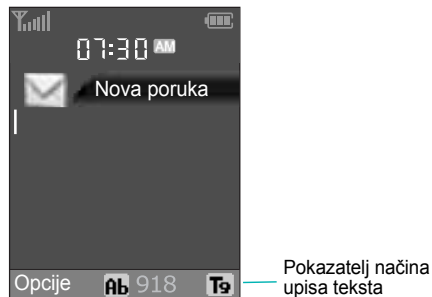 07:30 AM
Nova poruka
Opcije Ab 918 T9
Pokazatelj načina
upisa teksta